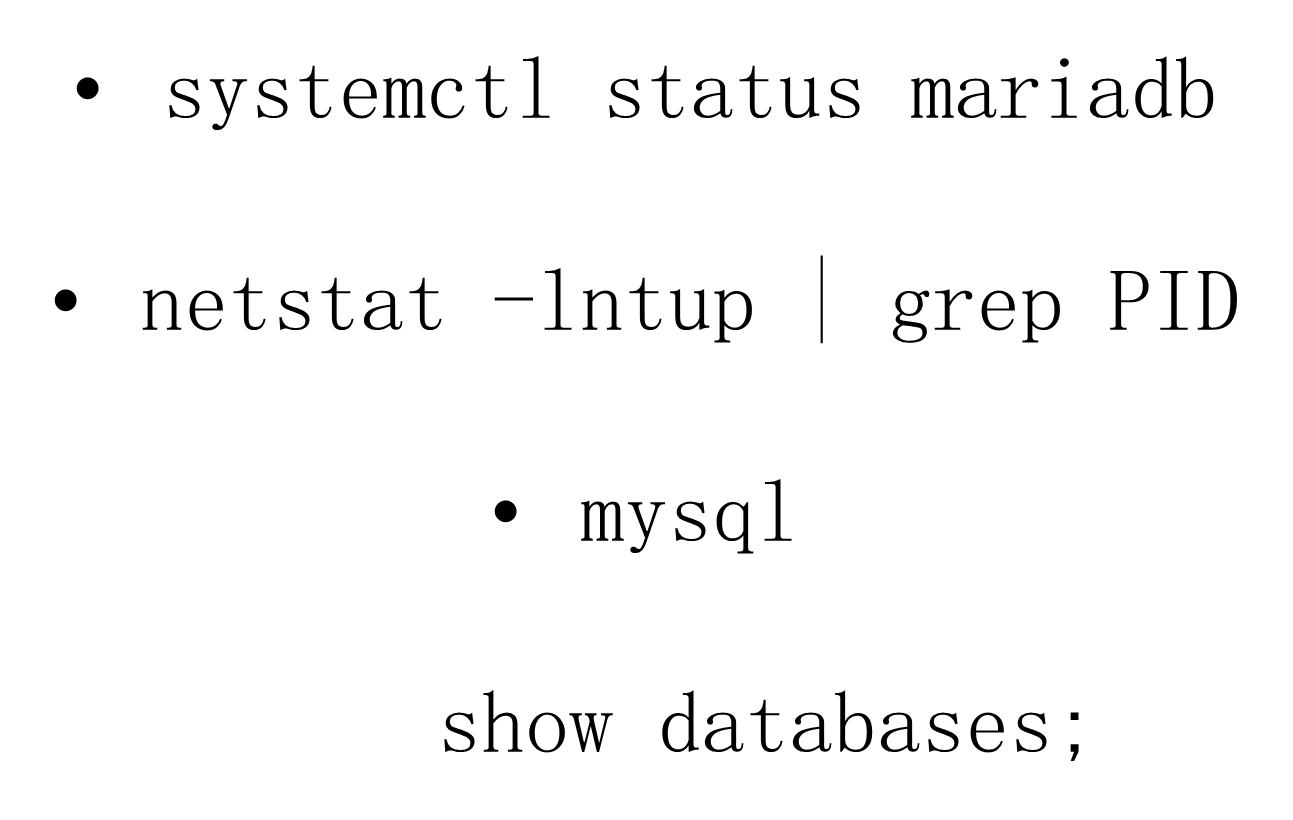 • systemctl status mariadb
• netstat -lntup | grep PID
• mysql
show databases;